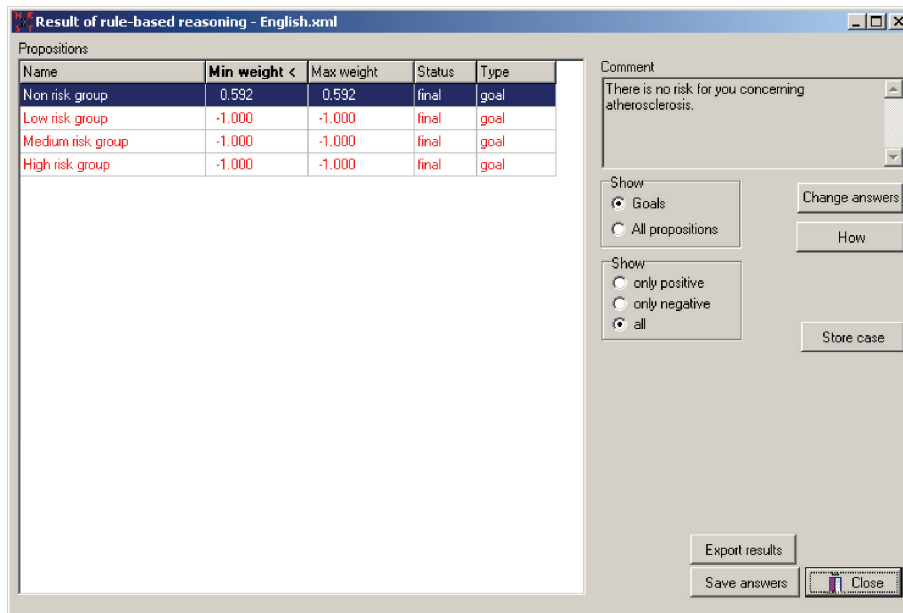 Result of rule-based reasoning - English.xml
Propositions
Name Min weight < Max weight Status Type
Non risk group 0.592 0.592 final goal
Low risk group -1.000 -1.000 final goal
Medium risk group -1.000 -1.000 final goal
High risk group -1.000 -1.000 final goal
Comment
There is no risk for you concerning
atherosclerosis.
Show
Goals
All propositions
Change answers
How
Show
only positive
only negative
all
Store case
Export results
Save answers
Close